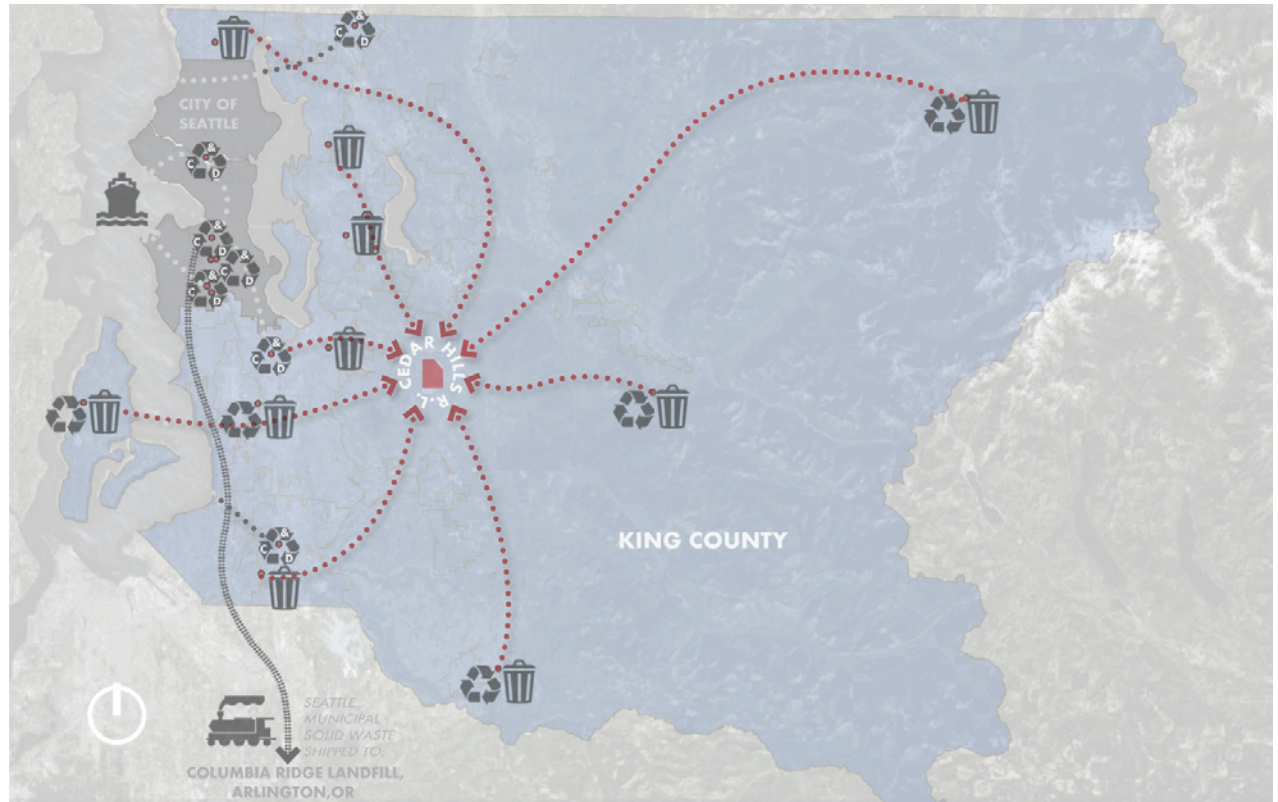 C & D
CITY OF
SEATTLE
C & D
C & D
C & D
C & D
C & D
CEDAR HILLS R.L.
C & D
KING COUNTY
SEATTLE
MUNICIPAL
SOLID WASTE
SHIPPED TO:
COLUMBIA RIDGE LANDFILL,
ARLINGTON,OR